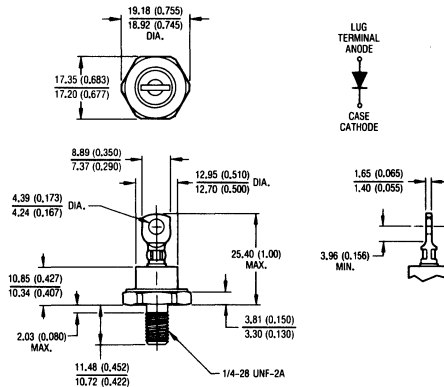 19.18 (0.755)
18.92 (0.745)
DIA.
17.35 (0.683)
17.20 (0.677)
LUG
TERMINAL
ANODE
CASE
CATHODE
8.89 (0.350)
7.37 (0.290)
12.95 (0.510)
12.70 (0.500)
DIA.
4.39 (0.173)
4.24 (0.167)
DIA.
1.65 (0.065)
1.40 (0.055)
25.40 (1.00)
MAX.
3.96 (0.156)
MIN.
10.85 (0.427)
10.34 (0.407)
2.03 (0.080)
MAX.
3.81 (0.150)
3.30 (0.130)
11.48 (0.452)
10.72 (0.422)
1/4-28 UNF-2A